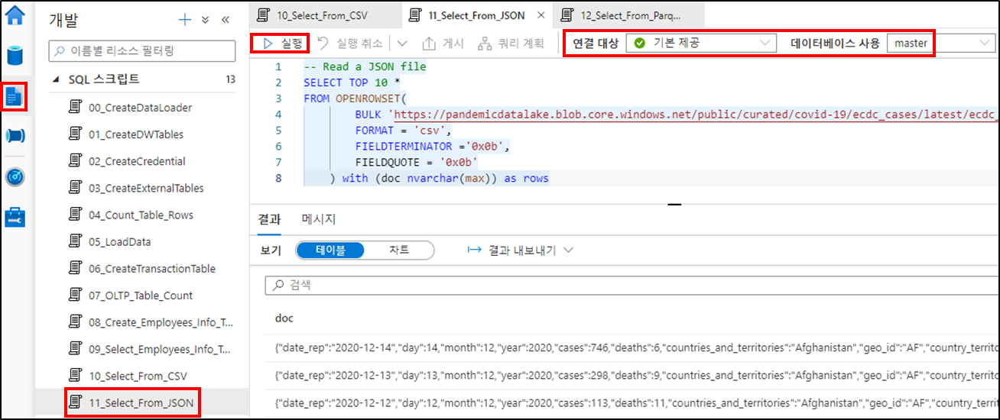 개발
이름별 리소스 필터링
SQL 스크립트 13
00_CreateDataLoader
01_CreateDWTables
02_CreateCredential
03_CreateExternalTables
04_Count_Table_Rows
05_LoadData
06_CreateTransactionTable
07_OLTP_Table_Count
08_Create_Employees_Info_T...
09_Select_Employees_Info_T...
10_Select_From_CSV
11_Select_From_JSON
10_Select_From_CSV 11_Select_From_JSON 12_Select_From_Parq...
실행 실행 취소 게시 쿼리 계획 연결 대상 기본 제공 데이터베이스 사용 master
1 -- Read a JSON file
2 SELECT TOP 10 *
3 FROM OPENROWSET(
4 BULK 'https://pandemicdatalake.blob.core.windows.net/public/curated/covid-19/ecdc_cases/latest/ecdc_
5 FORMAT = 'csv',
6 FIELDTERMINATOR ='0x0b',
7 FIELDQUOTE = '0x0b'
8 ) with (doc nvarchar(max)) as rows
결과 메시지
보기 테이블 차트 결과 내보내기
검색
doc
{"date_rep":"2020-12-14","day":14,"month":12,"year":2020,"cases":746,"deaths":6,"countries_and_territories":"Afghanistan","geo_id":"AF","country_territo
{"date_rep":"2020-12-13","day":13,"month":12,"year":2020,"cases":298,"deaths":9,"countries_and_territories":"Afghanistan","geo_id":"AF","country_territor
{"date_rep":"2020-12-12","day":12,"month":12,"year":2020,"cases":113,"deaths":11,"countries_and_territories":"Afghanistan","geo_id":"AF","country_territo